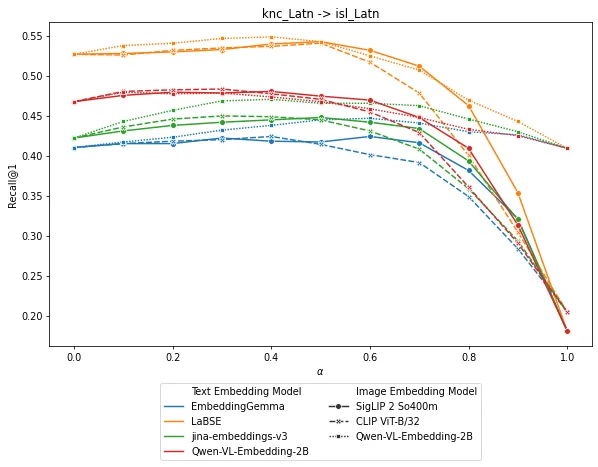 knc_Latn -> isl_Latn
Recall@1
0.55
0.50
0.45
0.40
0.35
0.30
0.25
0.20
0.0
0.2
0.4
0.6
0.8
1.0
α
Text Embedding Model
EmbeddingGemma
LaBSE
jina-embeddings-v3
Qwen-VL-Embedding-2B
Image Embedding Model
SigLIP 2 So400m
CLIP ViT-B/32
Qwen-VL-Embedding-2B